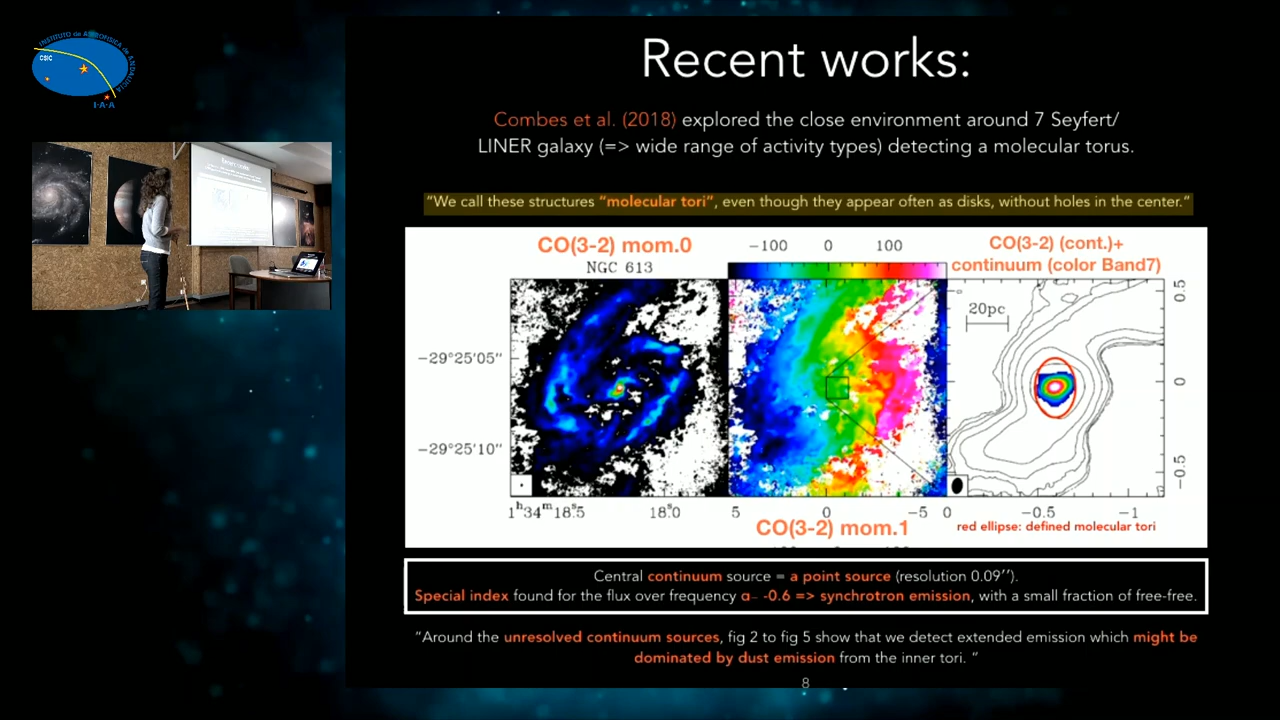 INSTITUTO de ASTROFISICA de ANDALUCIA
CSIC
I·A·A
Recent works:
Combes et al. (2018) explored the close environment around 7 Seyfert/
LINER galaxy (=> wide range of activity types) detecting a molecular torus.
"We call these structures "molecular tori", even though they appear often as disks, without holes in the center."
CO(3-2) mom.0
NGC 613
−100 0 100
CO(3-2) (cont.)+
continuum (color Band7)
20pc
0.5
−29°25'05"
0
−29°25'10"
−0.5
1ʰ34ᵐ18ˢ.5 18ˢ.0 5 0 −5 0 −0.5 −1
CO(3-2) mom.1
red ellipse: defined molecular tori
Central continuum source = a point source (resolution 0.09'').
Special index found for the flux over frequency α– -0.6 => synchrotron emission, with a small fraction of free-free.
"Around the unresolved continuum sources, fig 2 to fig 5 show that we detect extended emission which might be
dominated by dust emission from the inner tori. "
8